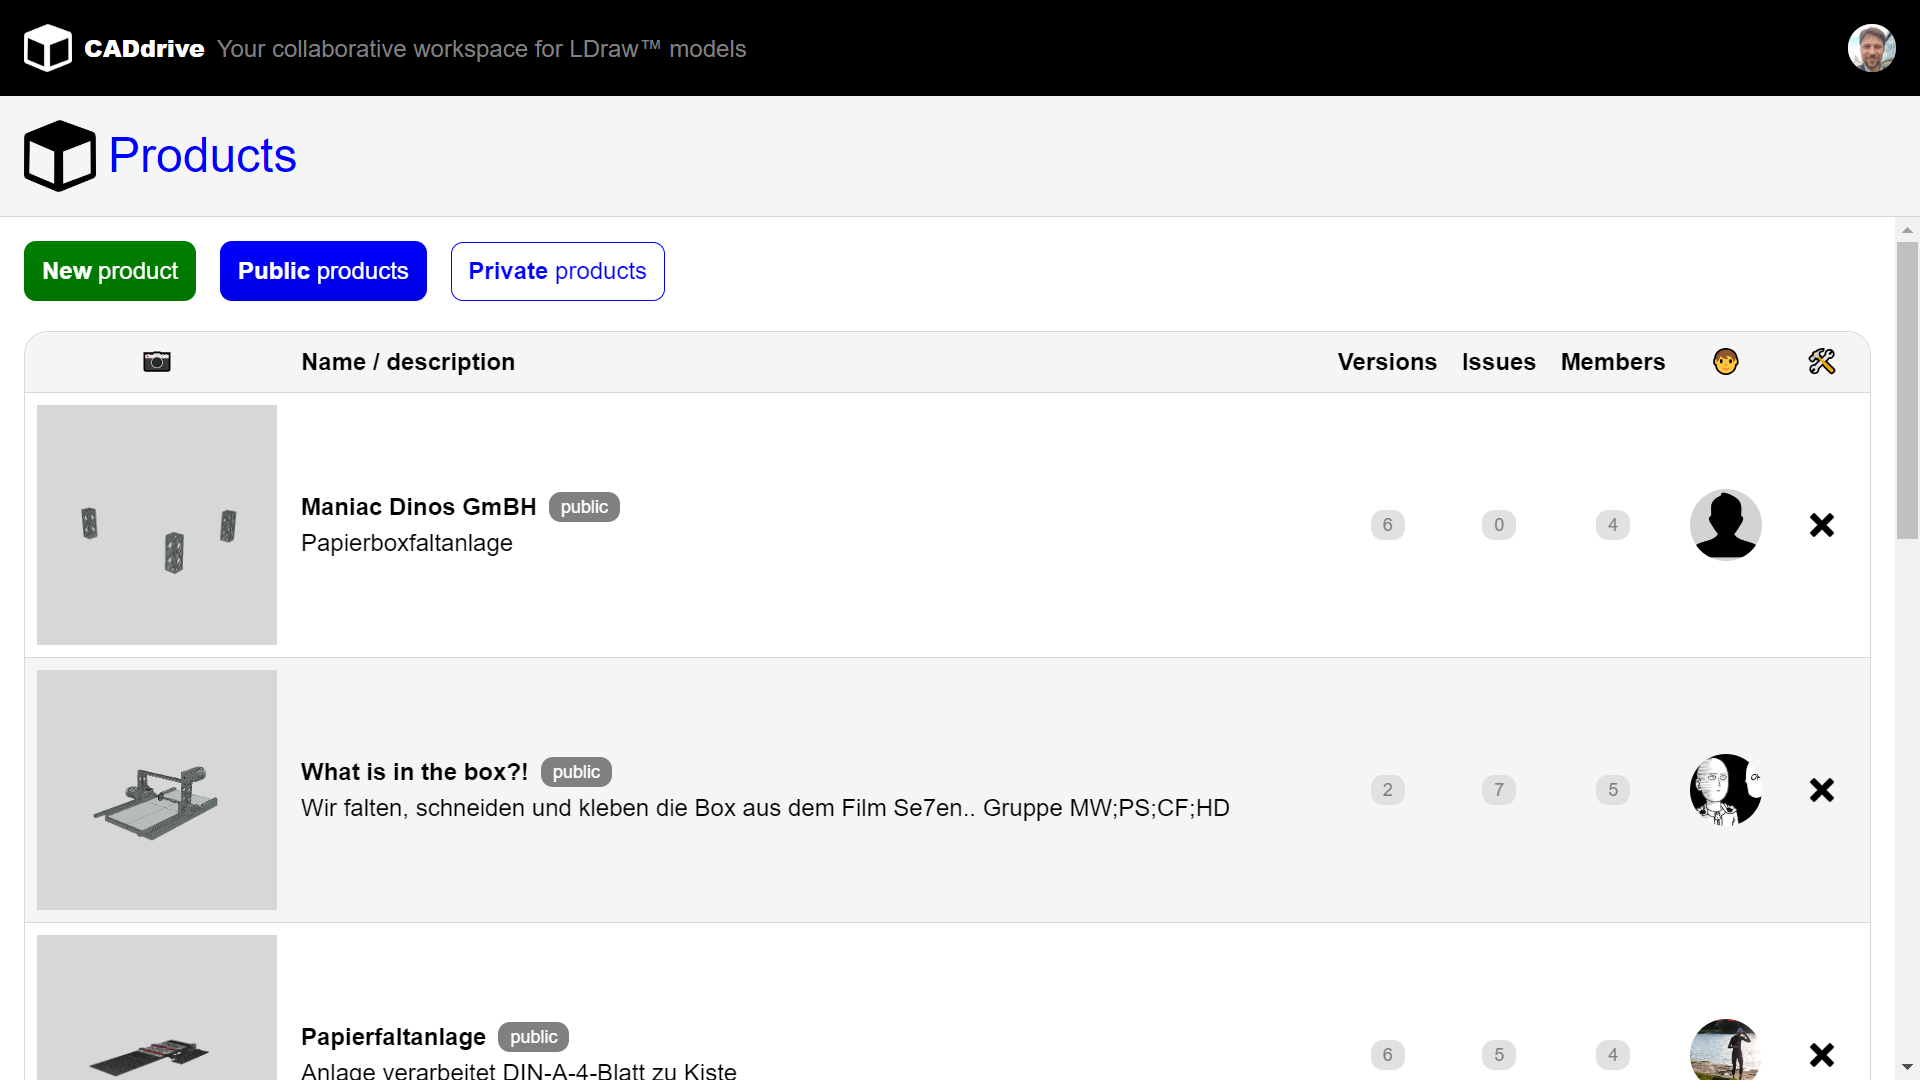 CADdrive Your collaborative workspace for LDraw™ models
Products
New product Public products Private products
Name / description Versions Issues Members
Maniac Dinos GmBH public
Papierboxfaltanlage
6 0 4
What is in the box?! public
Wir falten, schneiden und kleben die Box aus dem Film Se7en.. Gruppe MW;PS;CF;HD
2 7 5
Papierfaltanlage public
Anlage verarbeitet DIN-A-4-Blatt zu Kiste
6 5 4